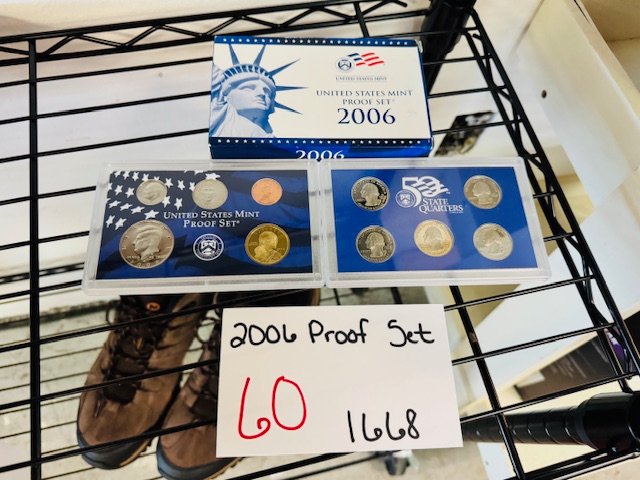 UNITED STATES MINT
UNITED STATES MINT
PROOF SET®
2006
2006
UNITED STATES MINT
PROOF SET®
50
STATE
QUARTERS
2006 Proof Set
60
1668